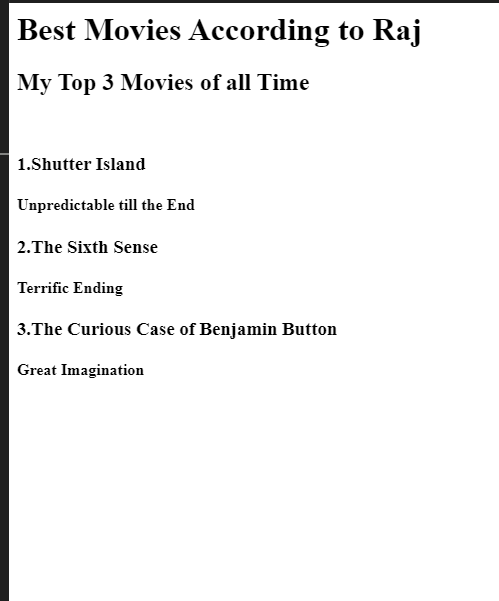 Best Movies According to Raj
My Top 3 Movies of all Time
1.Shutter Island
Unpredictable till the End
2.The Sixth Sense
Terrific Ending
3.The Curious Case of Benjamin Button
Great Imagination